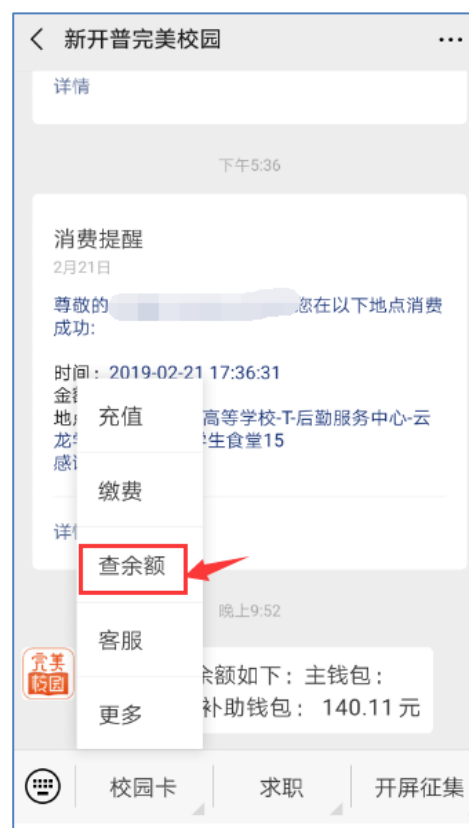 新开普完美校园
详情
下午5:36
消费提醒
2月21日
尊敬的 您在以下地点消费
成功:
时间：2019-02-21 17:36:31
金
地 高等学校-T-后勤服务中心-云
龙 学生食堂15
感
详
充值
缴费
查余额
客服
更多
晚上9:52
完美
校园
余额如下：主钱包：
补助钱包： 140.11 元
校园卡
求职
开屏征集